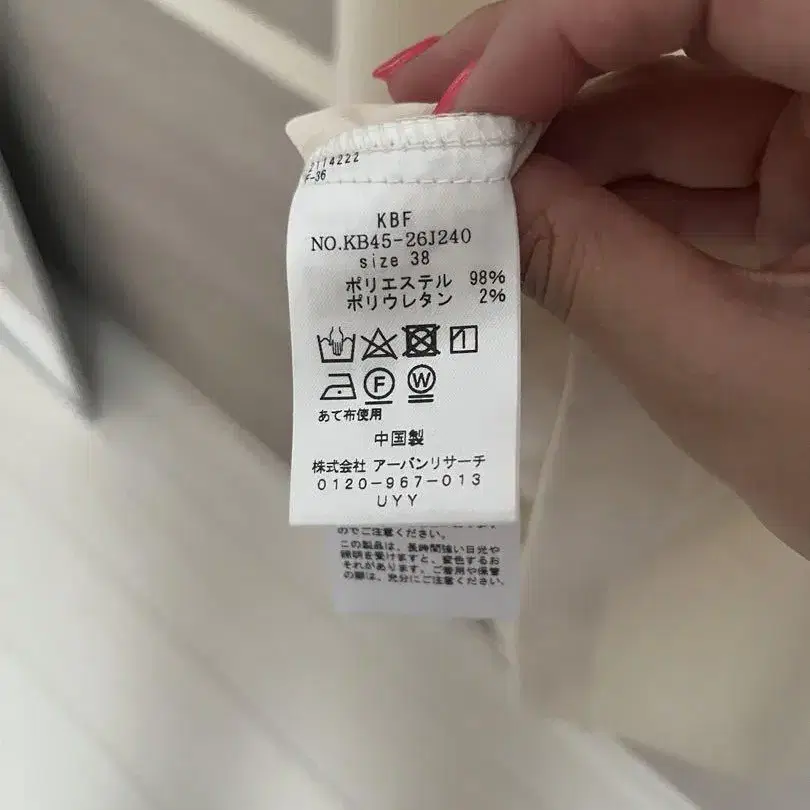 2114222
F-36
KBF
NO.KB45-26J240
size 38
ポリエステル 98%
ポリウレタン 2%
F W
あて布使用
中国製
株式会社 アーバンリサーチ
0120-967-013
UYY
のでご注意ください。
この製品は、長時間強い日光や
照明を受けますと、変色するお
それがあります。ご着用や保管
の際は、充分にご注意ください。